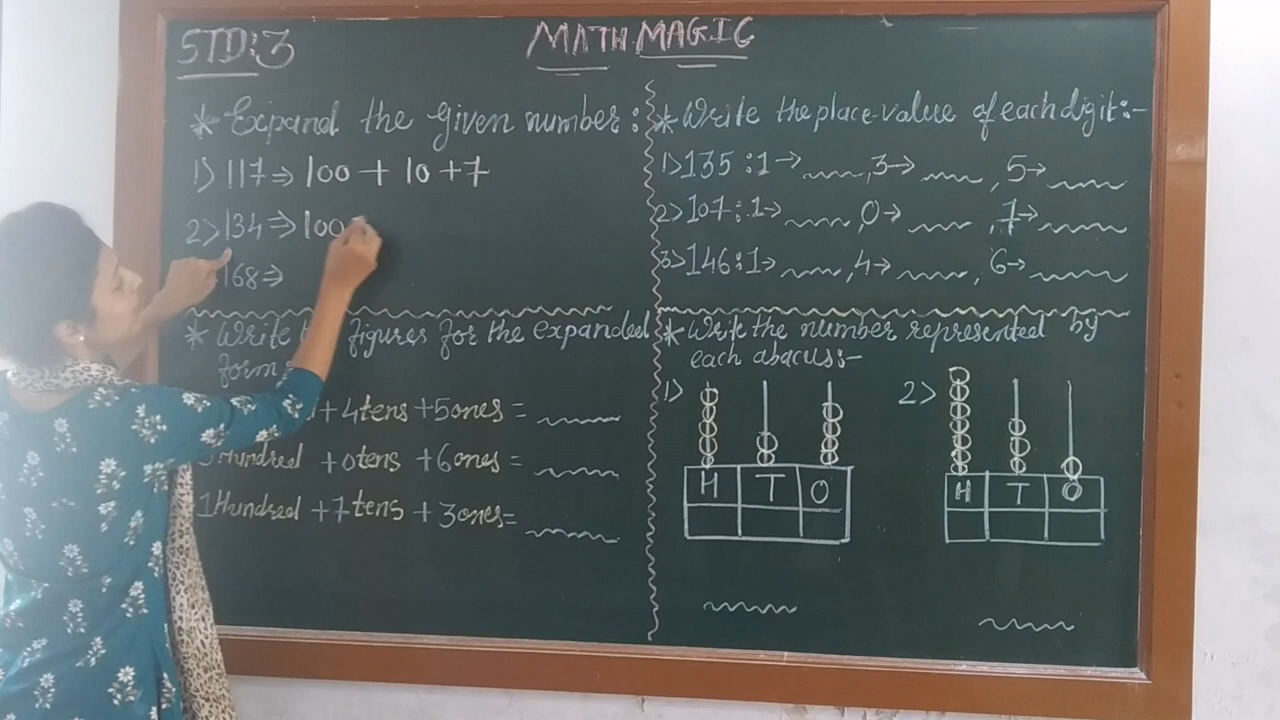 STD:3
MATH MAGIC
* Expand the given number:
1) 117 ⇒ 100 + 10 + 7
2> 134 ⇒ 100
168 ⇒
* Write the place-value of each digit:-
1> 135 : 1→ , 3→ , 5→
2> 107 : 1→ , 0→ , 7→
3> 146 : 1→ , 4→ , 6→
* Write figures for the expanded
form
+ 4tens + 5ones =
Hundred + 0tens + 6ones =
1Hundred + 7tens + 3ones=
* Write the number represented by
each abacus:-
1)
H T O
2>
H T O